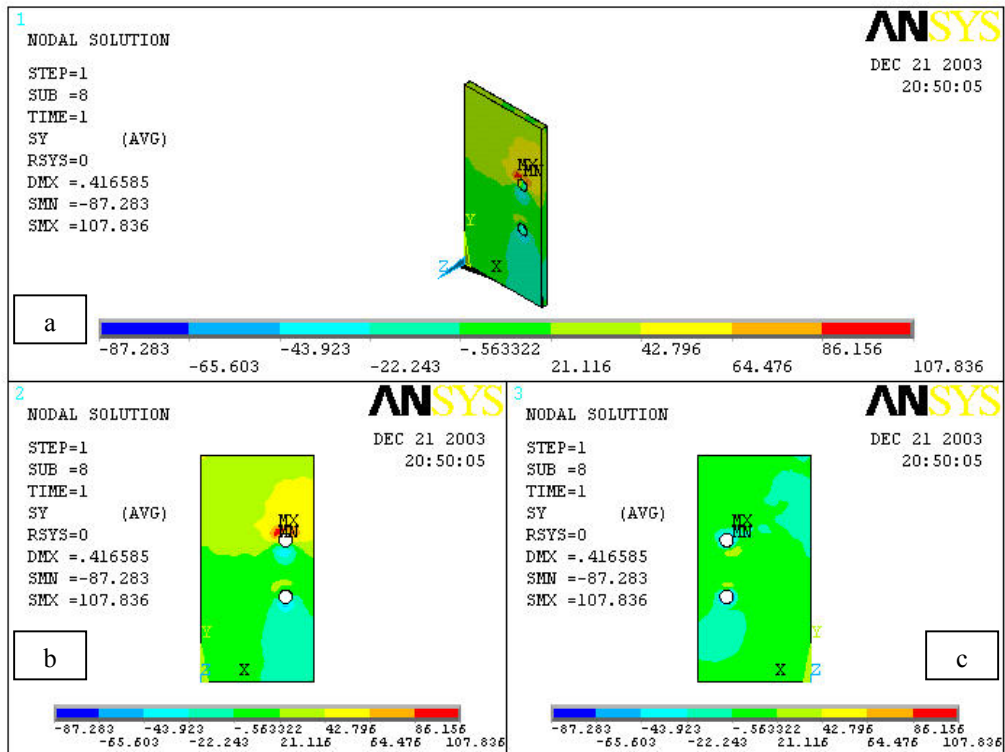 1
ANSYS
NODAL SOLUTION
DEC 21 2003
20:50:05
STEP=1
SUB =8
TIME=1
SY (AVG)
RSYS=0
DMX =.416585
SMN =-87.283
SMX =107.836
MX
MN
Y
Z X
a
-87.283 -43.923 -.563322 42.796 86.156
-65.603 -22.243 21.116 64.476 107.836
2
ANSYS
NODAL SOLUTION
DEC 21 2003
20:50:05
STEP=1
SUB =8
TIME=1
SY (AVG)
RSYS=0
DMX =.416585
SMN =-87.283
SMX =107.836
MX
MN
Y
Z X
b
-87.283 -43.923 -.563322 42.796 86.156
-65.603 -22.243 21.116 64.476 107.836
3
ANSYS
NODAL SOLUTION
DEC 21 2003
20:50:05
STEP=1
SUB =8
TIME=1
SY (AVG)
RSYS=0
DMX =.416585
SMN =-87.283
SMX =107.836
MX
MN
Y
X Z
c
-87.283 -43.923 -.563322 42.796 86.156
-65.603 -22.243 21.116 64.476 107.836